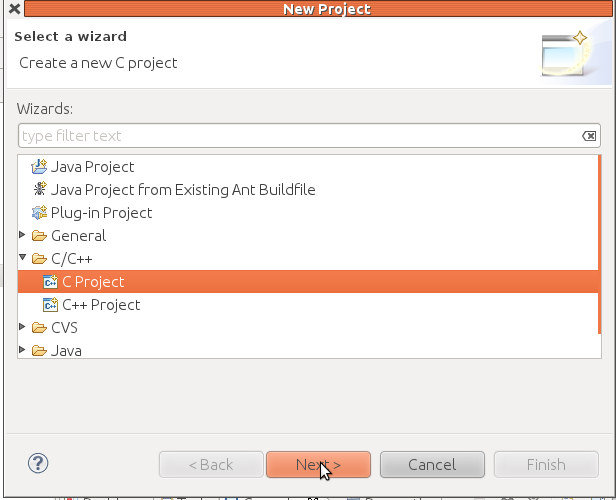 New Project
Select a wizard
Create a new C project
Wizards:
type filter text
Java Project
Java Project from Existing Ant Buildfile
Plug-in Project
General
C/C++
C Project
C++ Project
CVS
Java
?
< Back
Next >
Cancel
Finish